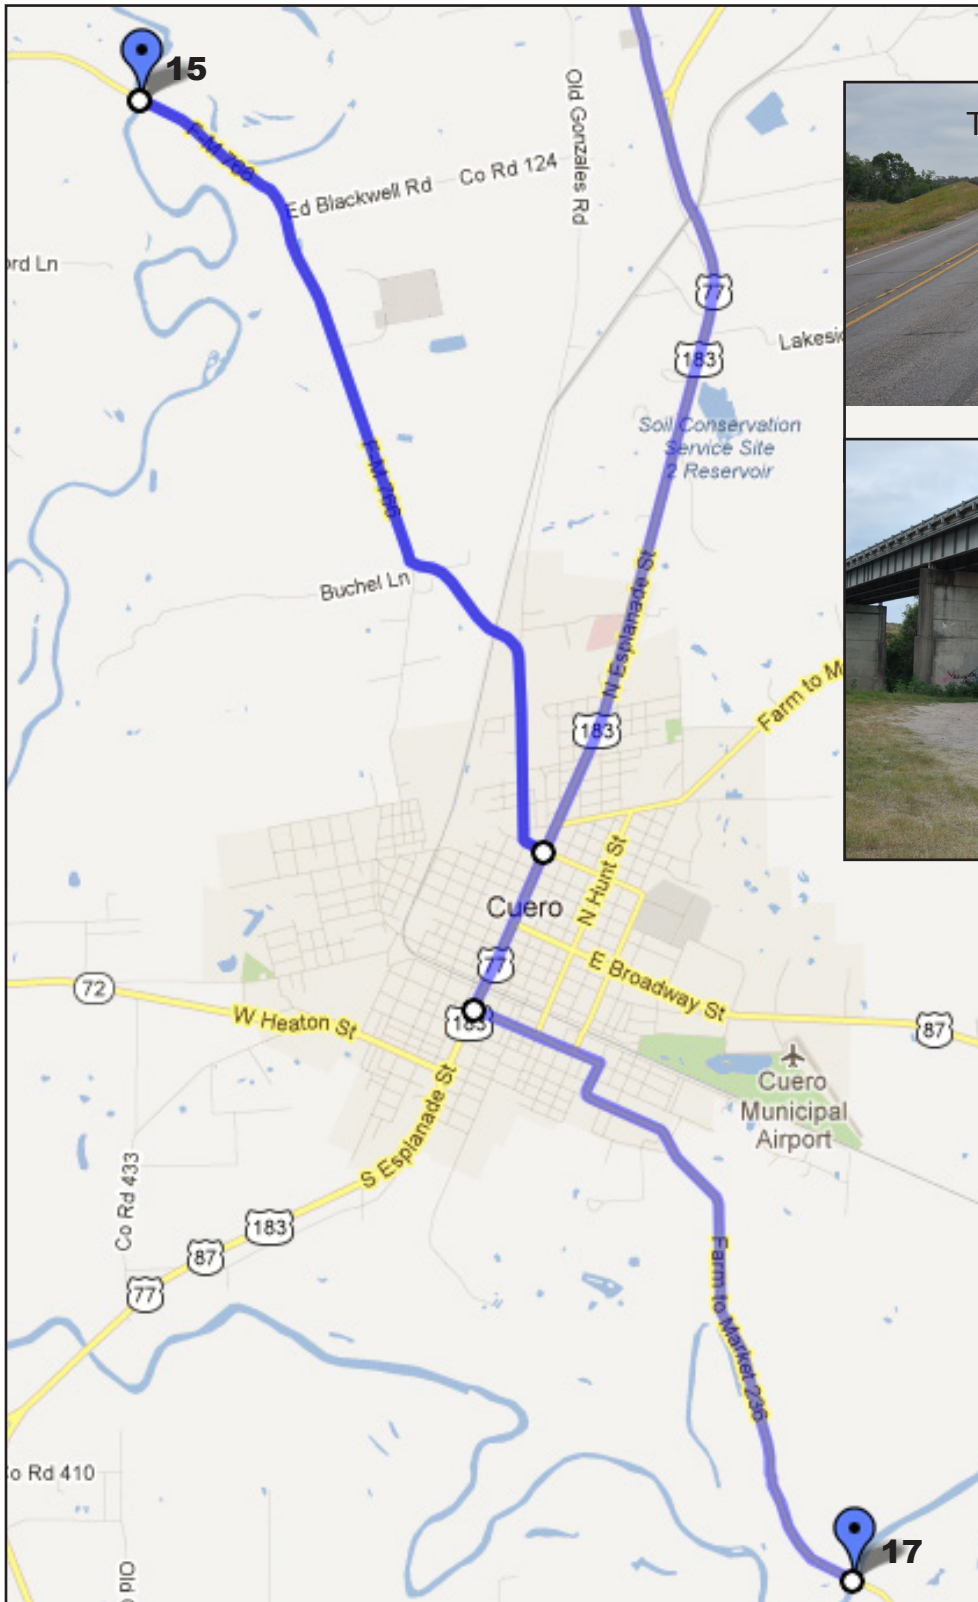 15
F-M 766
Ed Blackwell Rd
Co Rd 124
Old Gonzales Rd
T
ord Ln
77
183
Lakesi
Soil Conservation
Service Site
2 Reservoir
F-M 766
Buchel Ln
N Esplanade St
183
Farm to M
N Hunt St
Cuero
77
E Broadway St
72
W Heaton St
183
87
Cuero
Municipal
Airport
S Esplanade St
Co Rd 433
183
87
77
Farm to Market 236
o Rd 410
Old
17